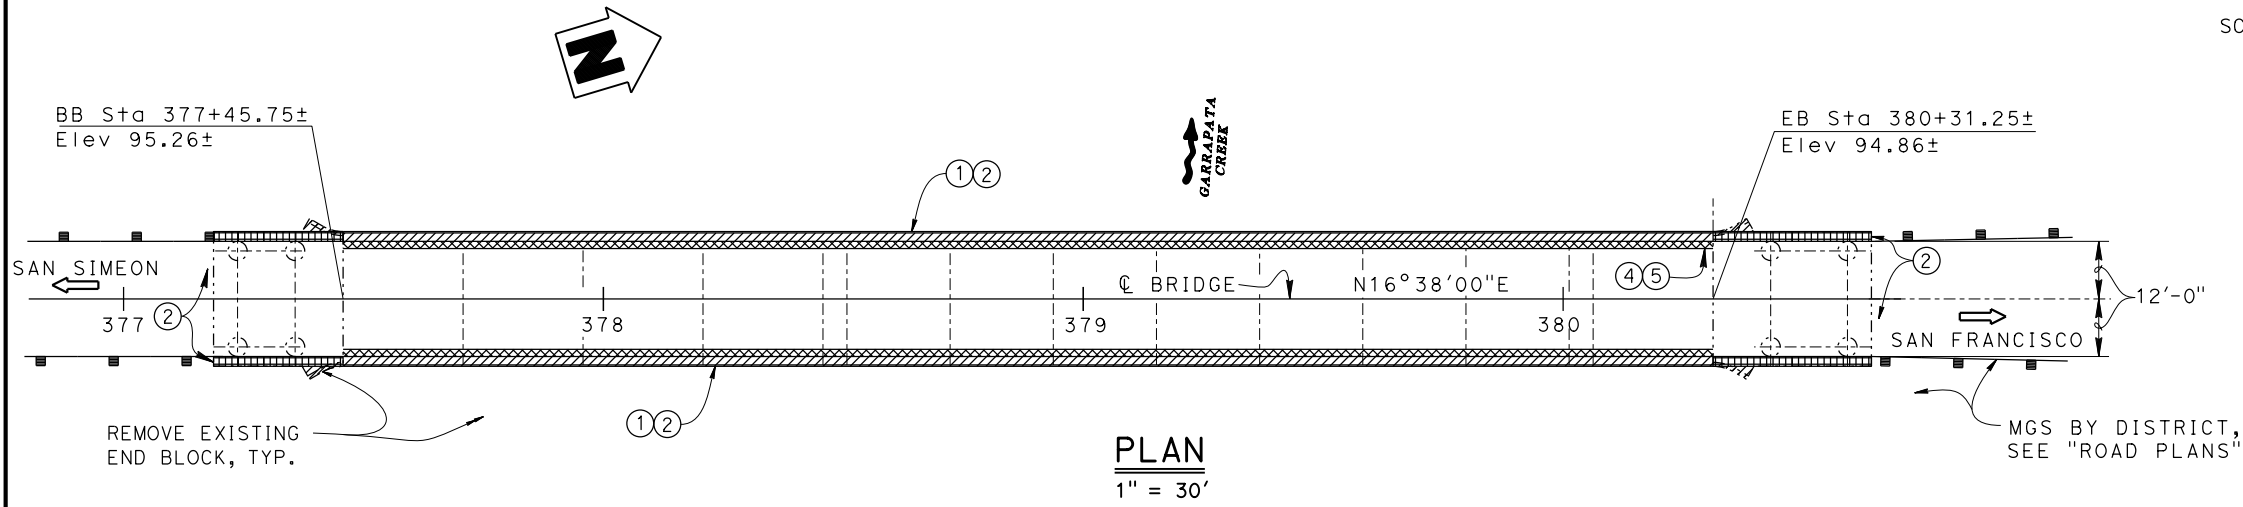 SO
N
BB Sta 377+45.75±
Elev 95.26±
GARRAPATA
CREEK
EB Sta 380+31.25±
Elev 94.86±
1 2
SAN SIMEON
℄ BRIDGE
N16°38'00"E
4 5
2
12'-0"
2
377
378
379
380
SAN FRANCISCO
1 2
REMOVE EXISTING
END BLOCK, TYP.
PLAN
1" = 30'
MGS BY DISTRICT,
SEE "ROAD PLANS"